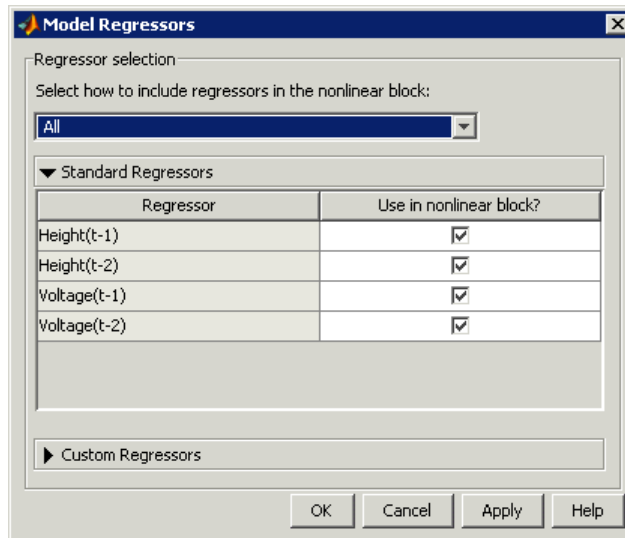 Model Regressors
Regressor selection
Select how to include regressors in the nonlinear block:
All
Standard Regressors
Regressor Use in nonlinear block?
Height(t-1)
Height(t-2)
Voltage(t-1)
Voltage(t-2)
Custom Regressors
OK Cancel Apply Help